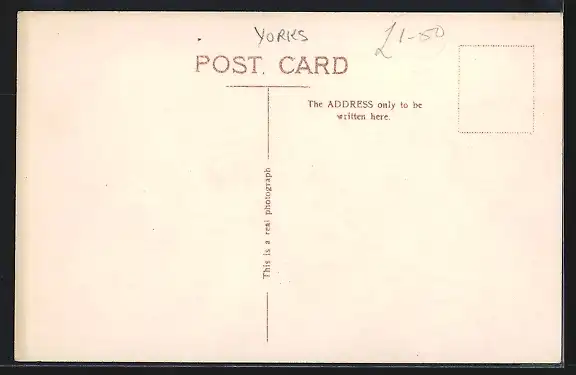 YORKS
£1-50
POST CARD
The ADDRESS only to be
written here.
This is a real photograph